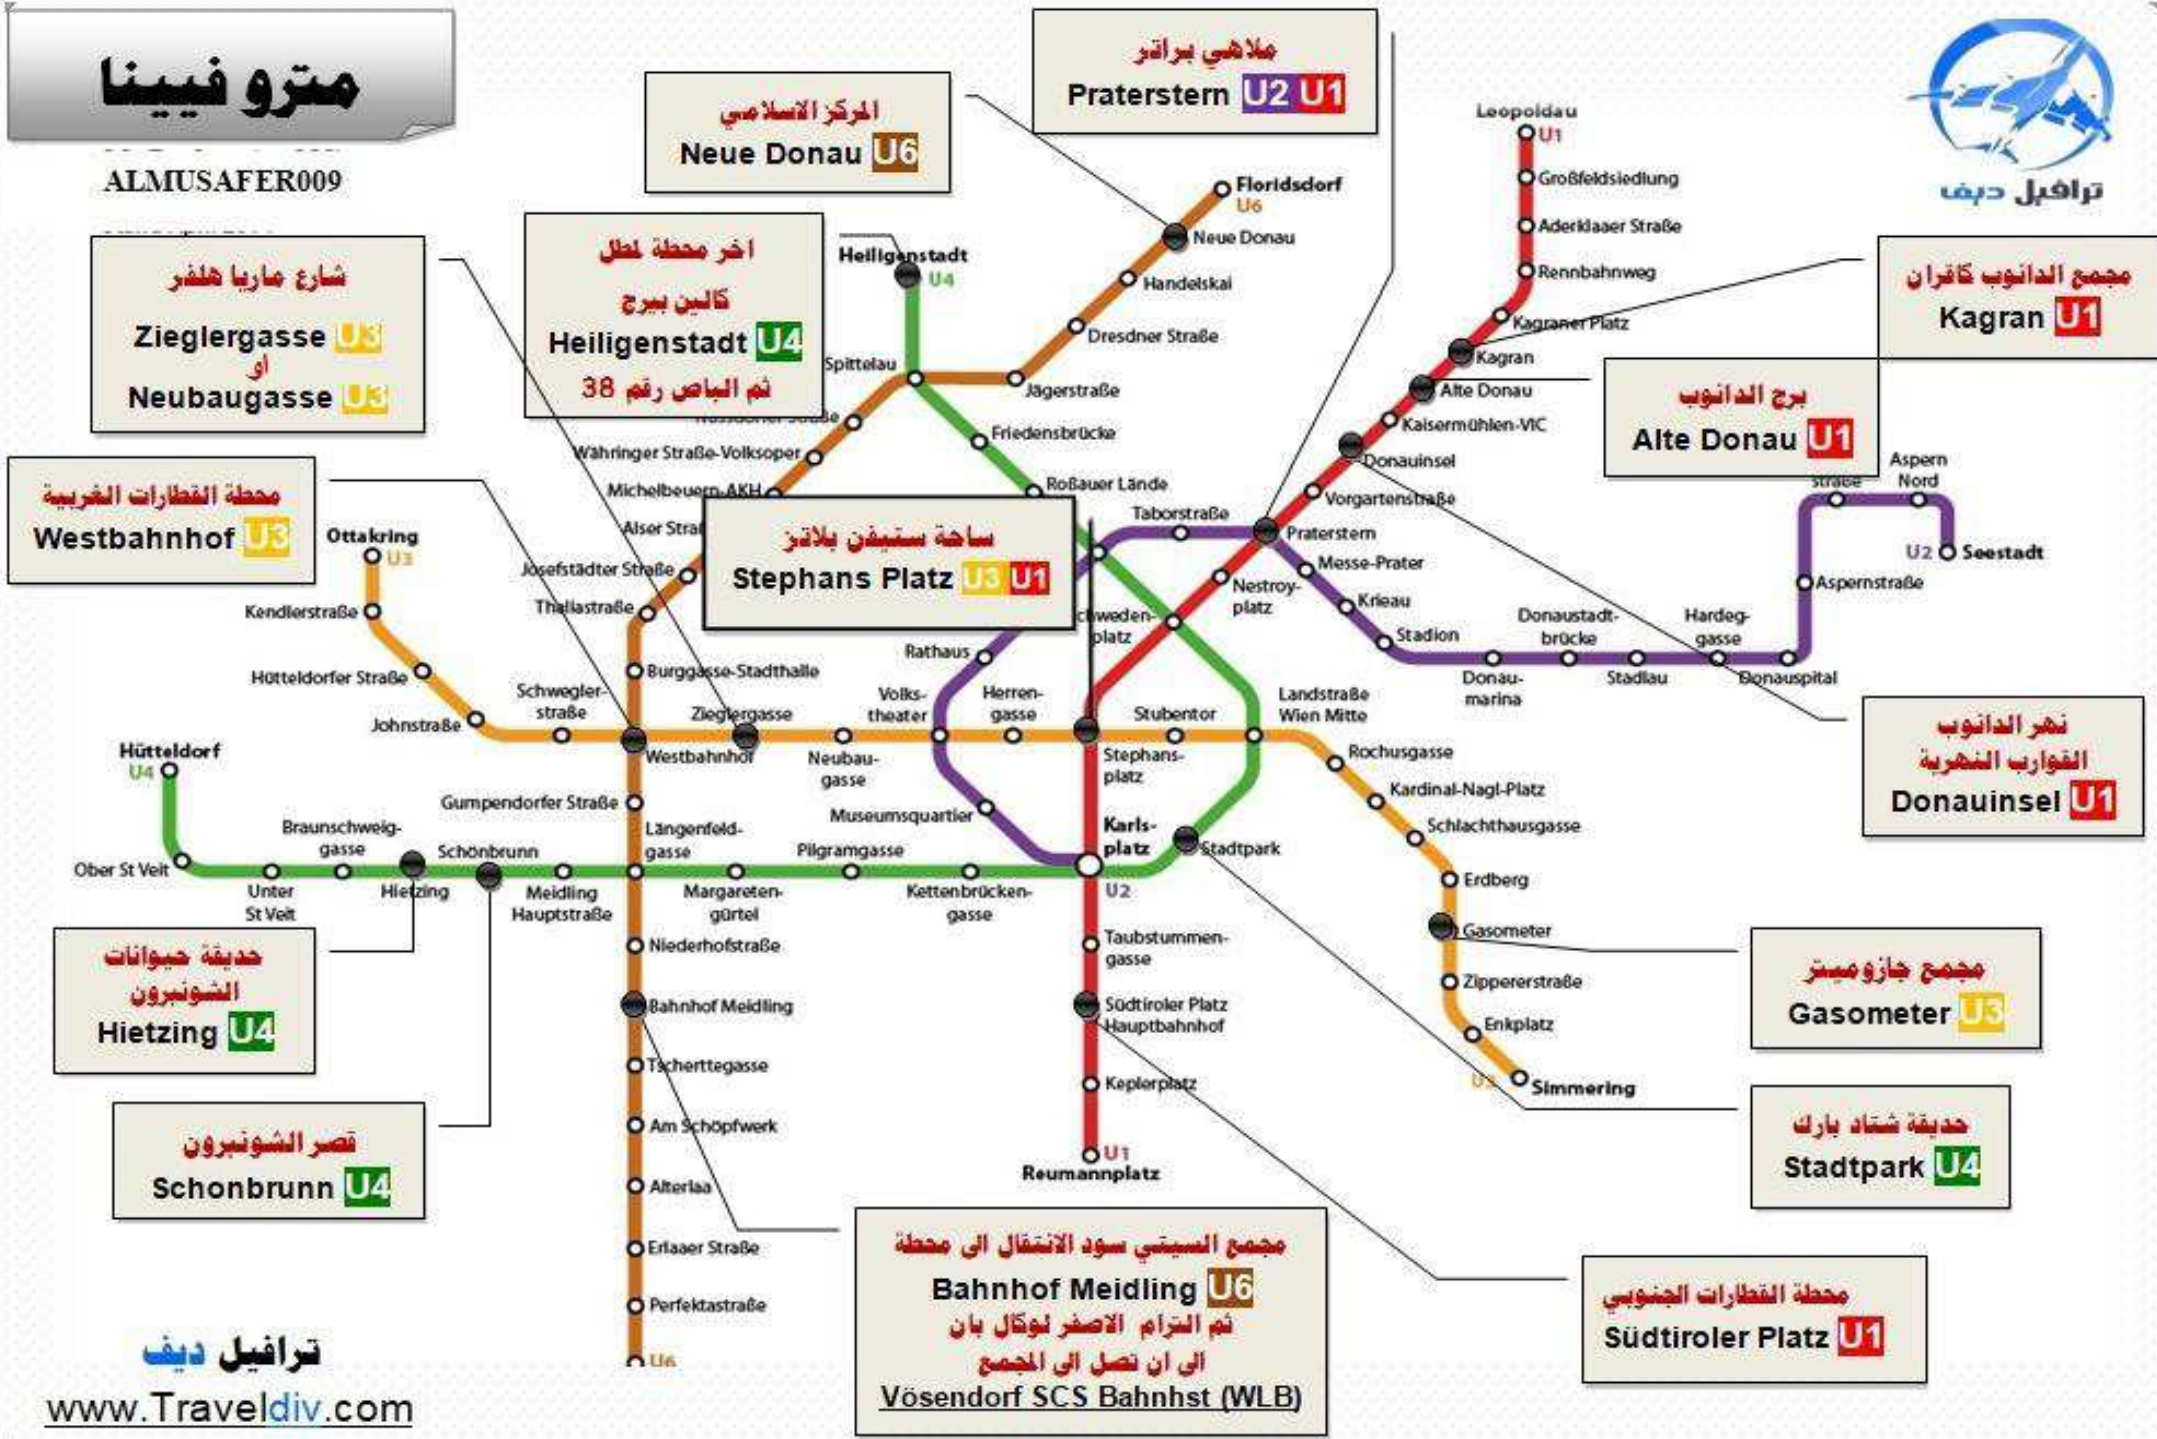 مترو فيينا
ALMUSAFER009
ترافيل ديف
ملاهي براتر
Praterstern U2 U1
المركز الاسلامي
Neue Donau U6
اخر محطة لمطل
كالين بيرج
Heiligenstadt U4
ثم الباص رقم 38
شارع ماريا هلفر
Zieglergasse U3
او
Neubaugasse U3
محطة القطارات الغربية
Westbahnhof U3
ساحة ستيفن بلاتز
Stephans Platz U3 U1
مجمع الدانوب كاقران
Kagran U1
برج الدانوب
Alte Donau U1
نهر الدانوب
القوارب النهرية
Donauinsel U1
مجمع جازوميتر
Gasometer U3
حديقة شتاد بارك
Stadtpark U4
محطة القطارات الجنوبي
Südtiroler Platz U1
مجمع السيتي سود الانتقال الى محطة
Bahnhof Meidling U6
ثم الترام الاصفر لوكال بان
الى ان تصل الى المجمع
Vösendorf SCS Bahnhst (WLB)
حديقة حيوانات
الشونبرون
Hietzing U4
قصر الشونبرون
Schonbrunn U4
Leopoldau
U1
Großfeldsiedlung
Aderklaaer Straße
Rennbahnweg
Kagraner Platz
Kagran
Alte Donau
Kaisermühlen-VIC
Donauinsel
Vorgartenstraße
Praterstern
Nestroy-
platz
platz
Stephans-
platz
Karls-
platz
U2
Taubstummen-
gasse
Südtiroler Platz
Hauptbahnhof
Keplerplatz
U1
Reumannplatz
Floridsdorf
U6
Neue Donau
Handelskai
Dresdner Straße
Jägerstraße
Spittelau
Währinger Straße-Volksoper
Michelbeuern-AKH
Josefstädter Straße
Thaliastraße
Burggasse-Stadthalle
Westbahnhof
Gumpendorfer Straße
Längenfeld-
gasse
Niederhofstraße
Bahnhof Meidling
Tscherttegasse
Am Schöpfwerk
Alterlaa
Erlaaer Straße
Perfektastraße
U6
Heiligenstadt
U4
Friedensbrücke
Roßauer Lände
Landstraße
Wien Mitte
Stadtpark
Kettenbrücken-
gasse
Pilgramgasse
Margareten-
gürtel
Meidling
Hauptstraße
Schönbrunn
Hietzing
Braunschweig-
gasse
Unter
St Veit
Ober St Veit
Hütteldorf
U4
Ottakring
U3
Kendlerstraße
Hütteldorfer Straße
Johnstraße
Schwegler-
straße
Zieglergasse
Neubau-
gasse
Volks-
theater
Herren-
gasse
Stubentor
Rochusgasse
Kardinal-Nagl-Platz
Schlachthausgasse
Erdberg
Gasometer
Zippererstraße
Enkplatz
U3
Simmering
Museumsquartier
Rathaus
Taborstraße
Messe-Prater
Krieau
Stadion
Donau-
marina
Donaustadt-
brücke
Stadlau
Hardeg-
gasse
Donauspital
Aspernstraße
straße
Aspern
Nord
U2
Seestadt
ترافيل ديف
www.Traveldiv.com